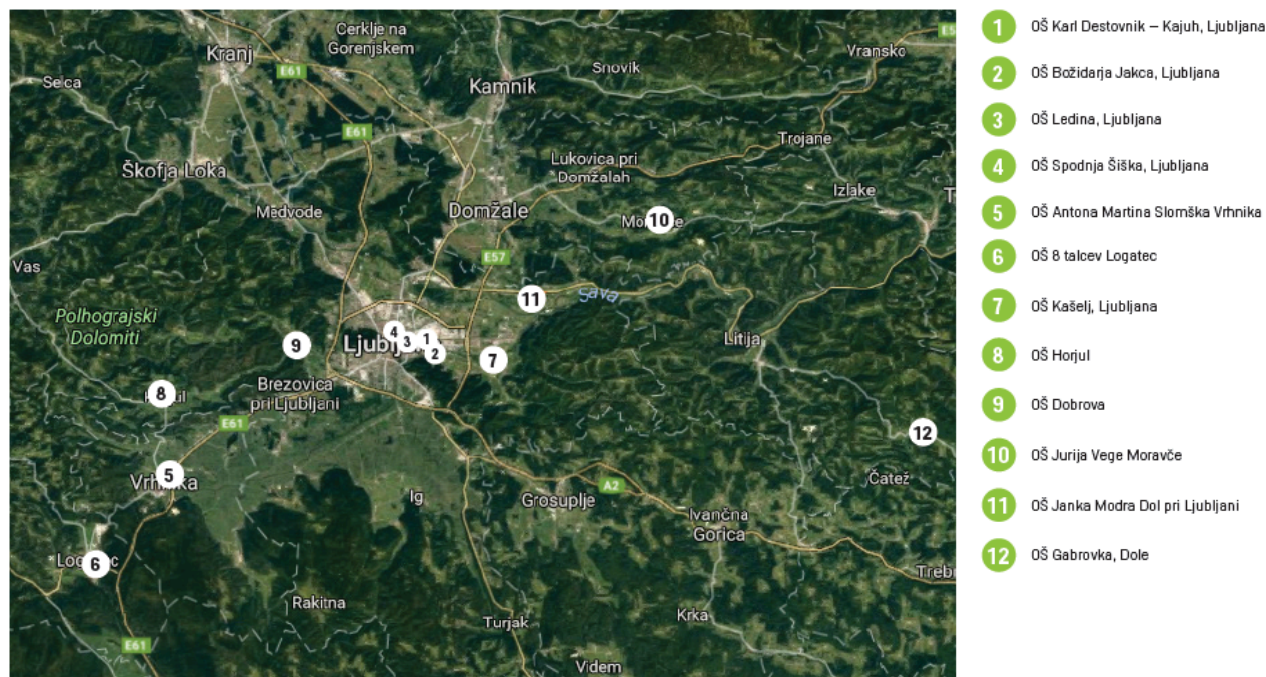 Cerklje na
Gorenjskem
Kranj
E61
Vransko
Selca
Kamnik
Snovik
E61
Trojane
Škofja Loka
Lukovica pri
Domžalah
Izlake
Medvode
Domžale
10
Vas
E57
11
Sava
Polhograjski
Dolomiti
4
3
1
2
Litija
9
7
8
Brezovica
pri Ljubljani
E61
12
5
Čatež
Ig
Grosuplje
A2
Ivančna
Gorica
6
Rakitna
Turjak
Krka
E61
Videm
1 OŠ Karl Destovnik – Kajuh, Ljubljana
2 OŠ Božidarja Jakca, Ljubljana
3 OŠ Ledina, Ljubljana
4 OŠ Spodnja Šiška, Ljubljana
5 OŠ Antona Martina Slomška Vrhnika
6 OŠ 8 talcev Logatec
7 OŠ Kašelj, Ljubljana
8 OŠ Horjul
9 OŠ Dobrova
10 OŠ Jurija Vege Moravče
11 OŠ Janka Modra Dol pri Ljubljani
12 OŠ Gabrovka, Dole